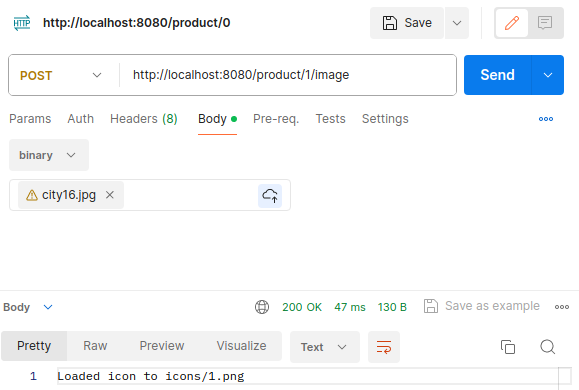 HTTP http://localhost:8080/product/0 Save
POST http://localhost:8080/product/1/image Send
Params Auth Headers (8) Body Pre-req. Tests Settings
binary
city16.jpg
Body 200 OK 47 ms 130 B Save as example
Pretty Raw Preview Visualize Text
1 Loaded icon to icons/1.png